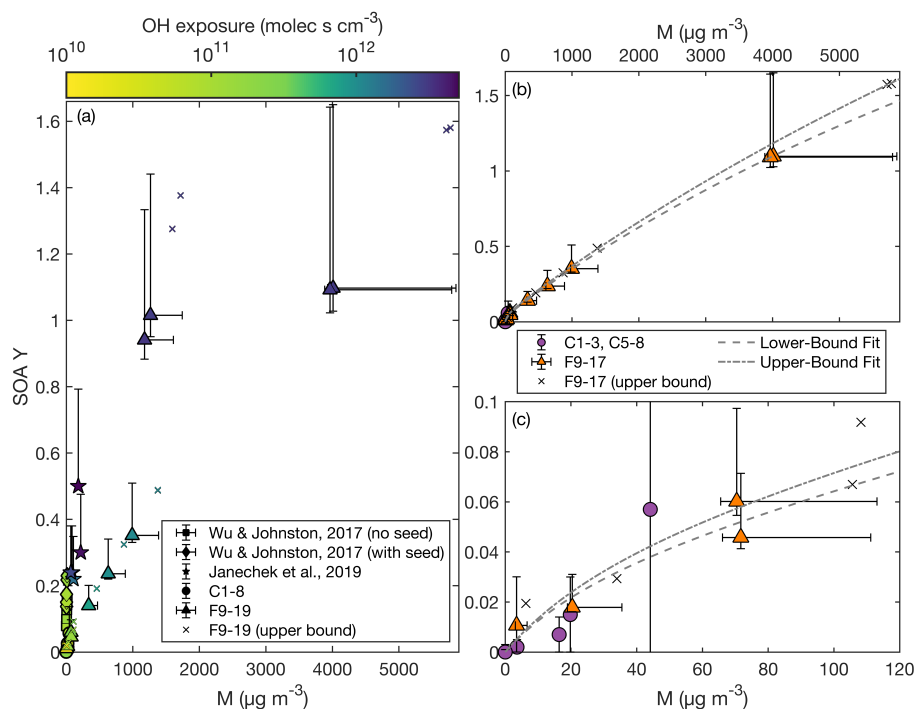 OH exposure (molec s cm⁻³)
10¹⁰ 10¹¹ 10¹²
(a)
SOA Y
1.6
1.4
1.2
1
0.8
0.6
0.4
0.2
0
0 1000 2000 3000 4000 5000
M (µg m⁻³)
Wu & Johnston, 2017 (no seed)
Wu & Johnston, 2017 (with seed)
Janechek et al., 2019
C1-8
F9-19
F9-19 (upper bound)
M (µg m⁻³)
0 1000 2000 3000 4000 5000
(b)
1.5
1
0.5
0
C1-3, C5-8
F9-17
F9-17 (upper bound)
Lower-Bound Fit
Upper-Bound Fit
(c)
0.1
0.08
0.06
0.04
0.02
0
0 20 40 60 80 100 120
M (µg m⁻³)